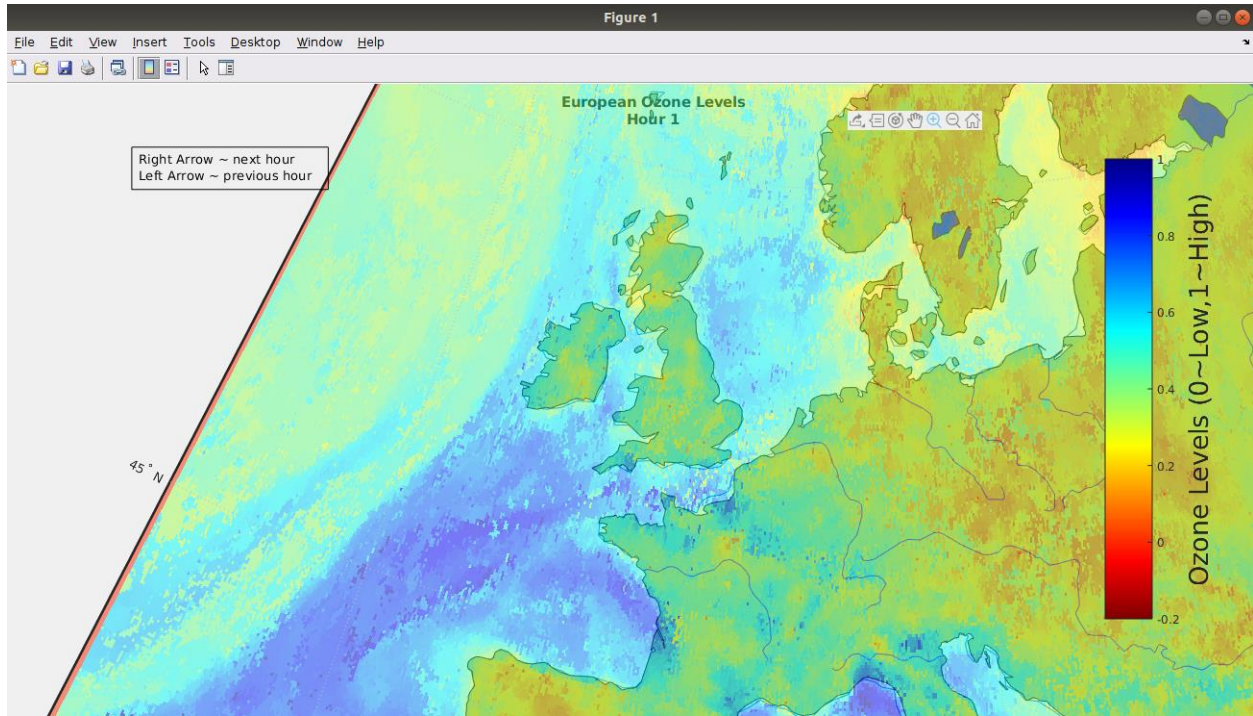 Figure 1
File Edit View Insert Tools Desktop Window Help
European Ozone Levels
Hour 1
Right Arrow ~ next hour
Left Arrow ~ previous hour
45° N
1
0.8
0.6
0.4
0.2
0
-0.2
Ozone Levels (0~Low,1~High)